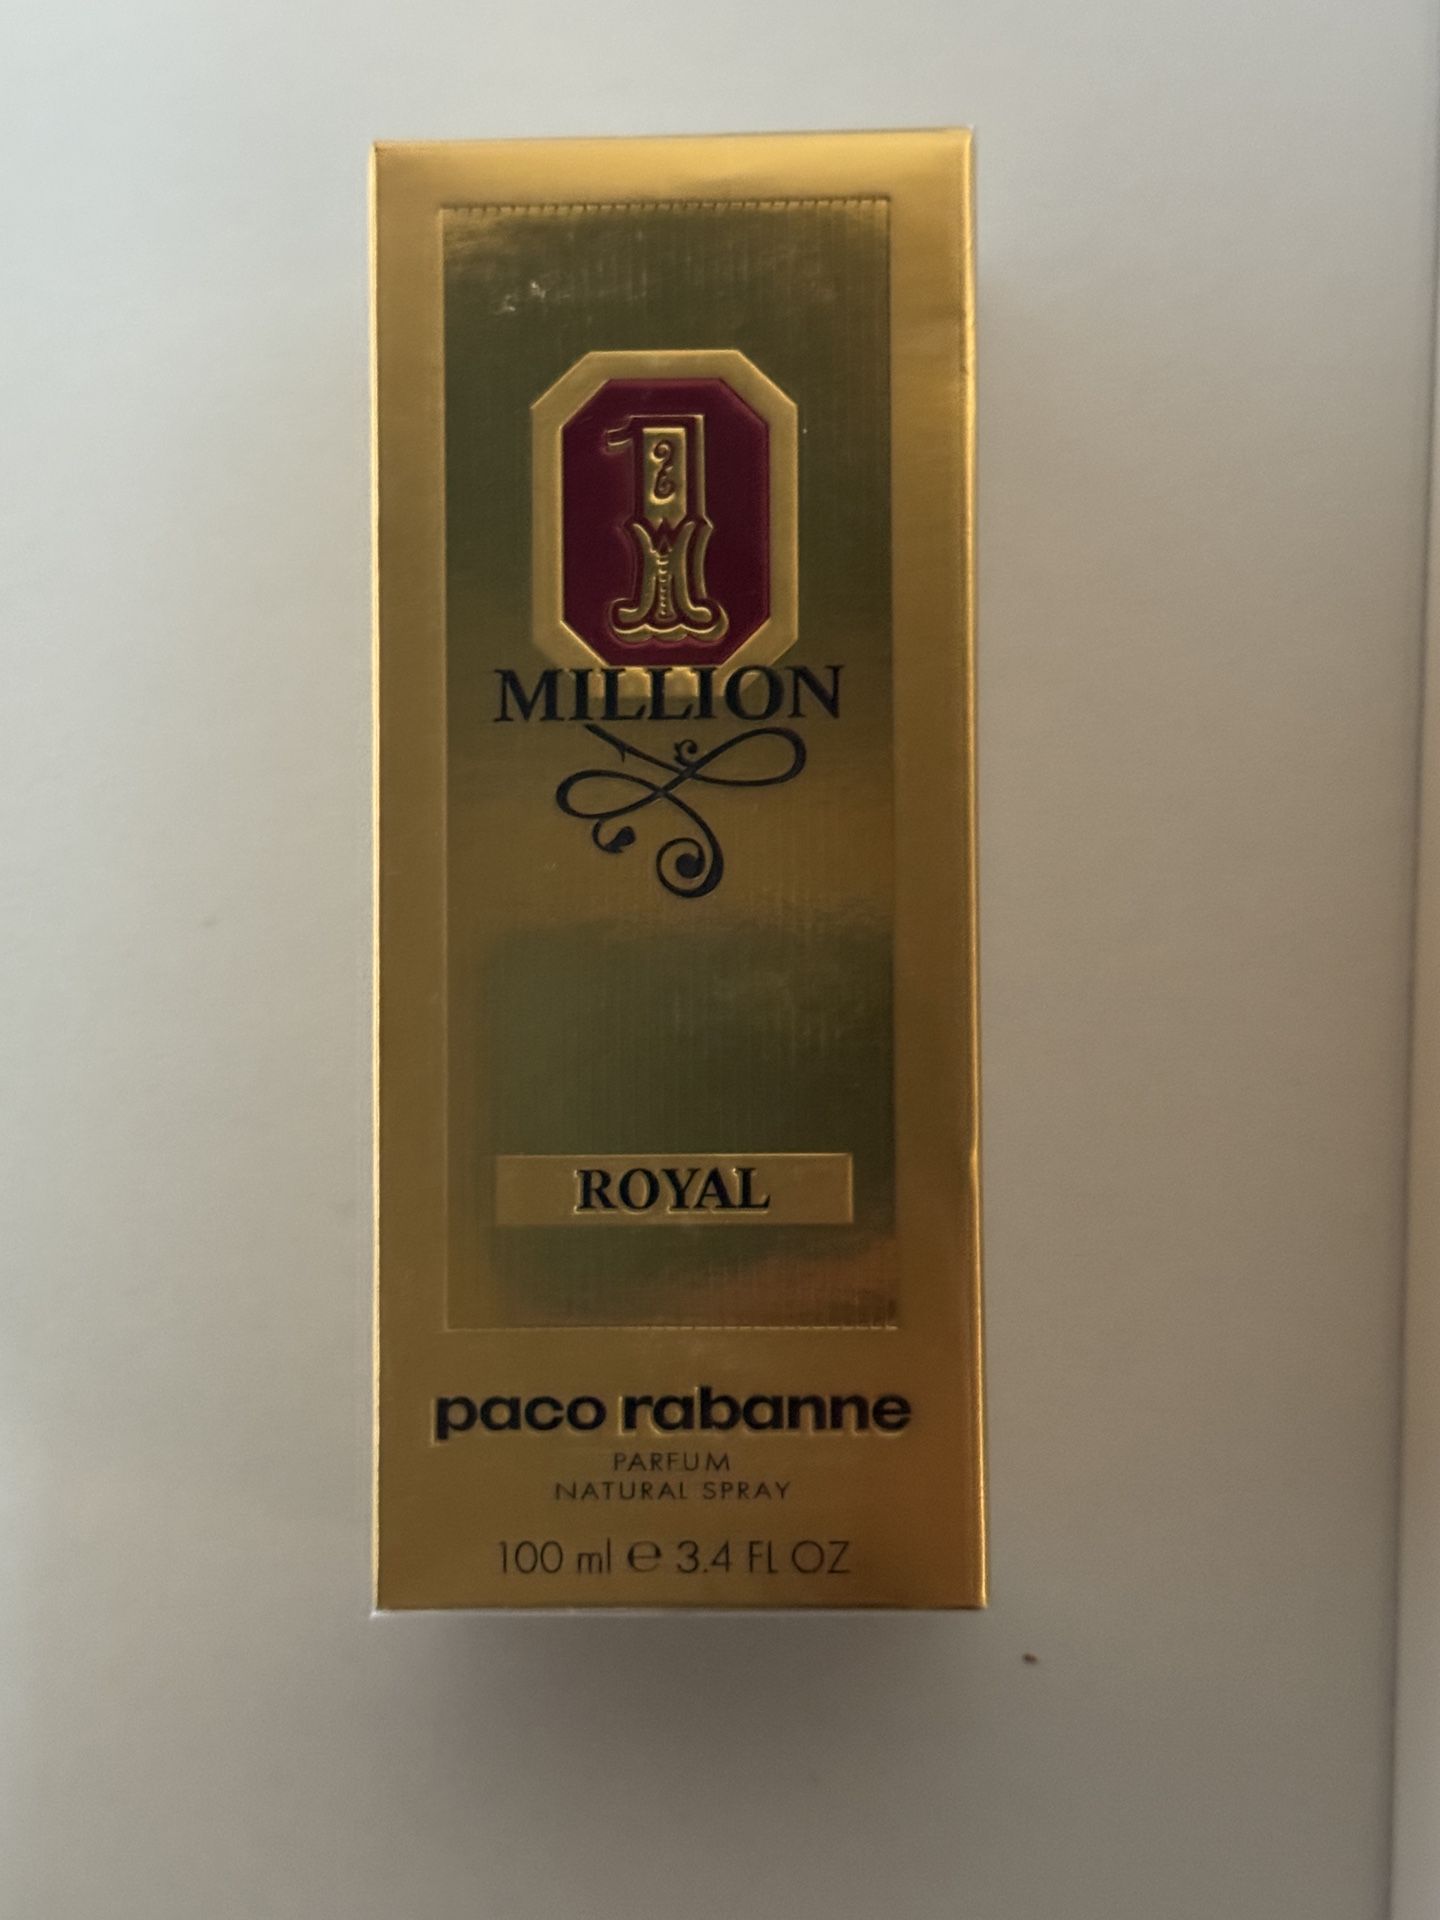 1
MILLION
ROYAL
paco rabanne
PARFUM
NATURAL SPRAY
100 ml ℮ 3.4 FL OZ